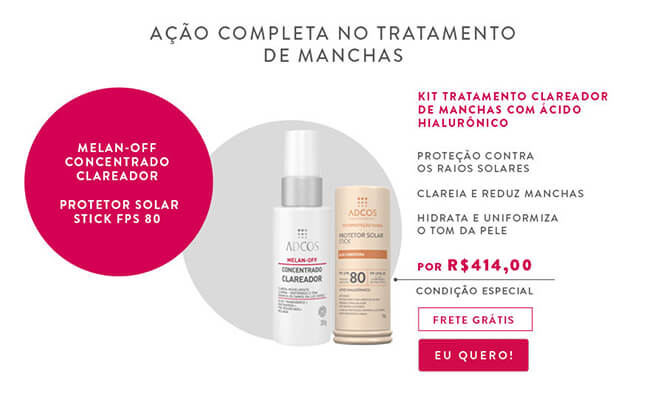 AÇÃO COMPLETA NO TRATAMENTO
DE MANCHAS
MELAN-OFF
CONCENTRADO
CLAREADOR
PROTETOR SOLAR
STICK FPS 80
ADCOS
MELAN-OFF
CONCENTRADO
CLAREADOR
ADCOS
PROTETOR SOLAR
STICK
80
KIT TRATAMENTO CLAREADOR
DE MANCHAS COM ÁCIDO
HIALURÔNICO
PROTEÇÃO CONTRA
OS RAIOS SOLARES
CLAREIA E REDUZ MANCHAS
HIDRATA E UNIFORMIZA
O TOM DA PELE
POR R$414,00
CONDIÇÃO ESPECIAL
FRETE GRÁTIS
EU QUERO!